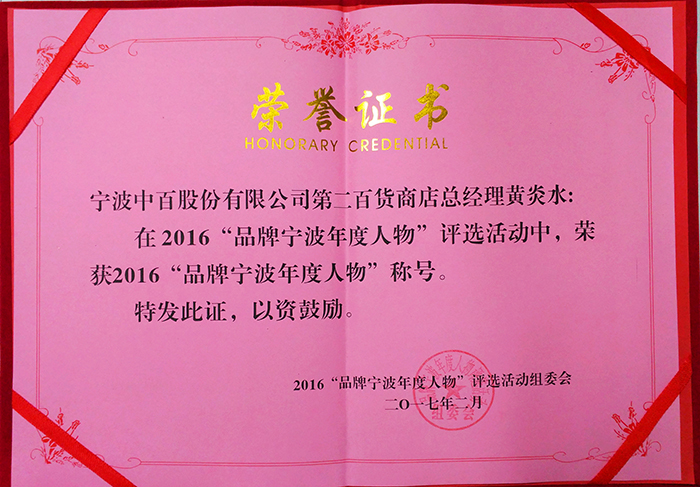 荣誉证书
HONORARY CREDENTIAL
宁波中百股份有限公司第二百货商店总经理黄炎水:
在2016“品牌宁波年度人物”评选活动中，荣
获2016“品牌宁波年度人物”称号。
特发此证，以资鼓励。
2016“品牌宁波年度人物”评选活动组委会
二〇一七年二月
组委会